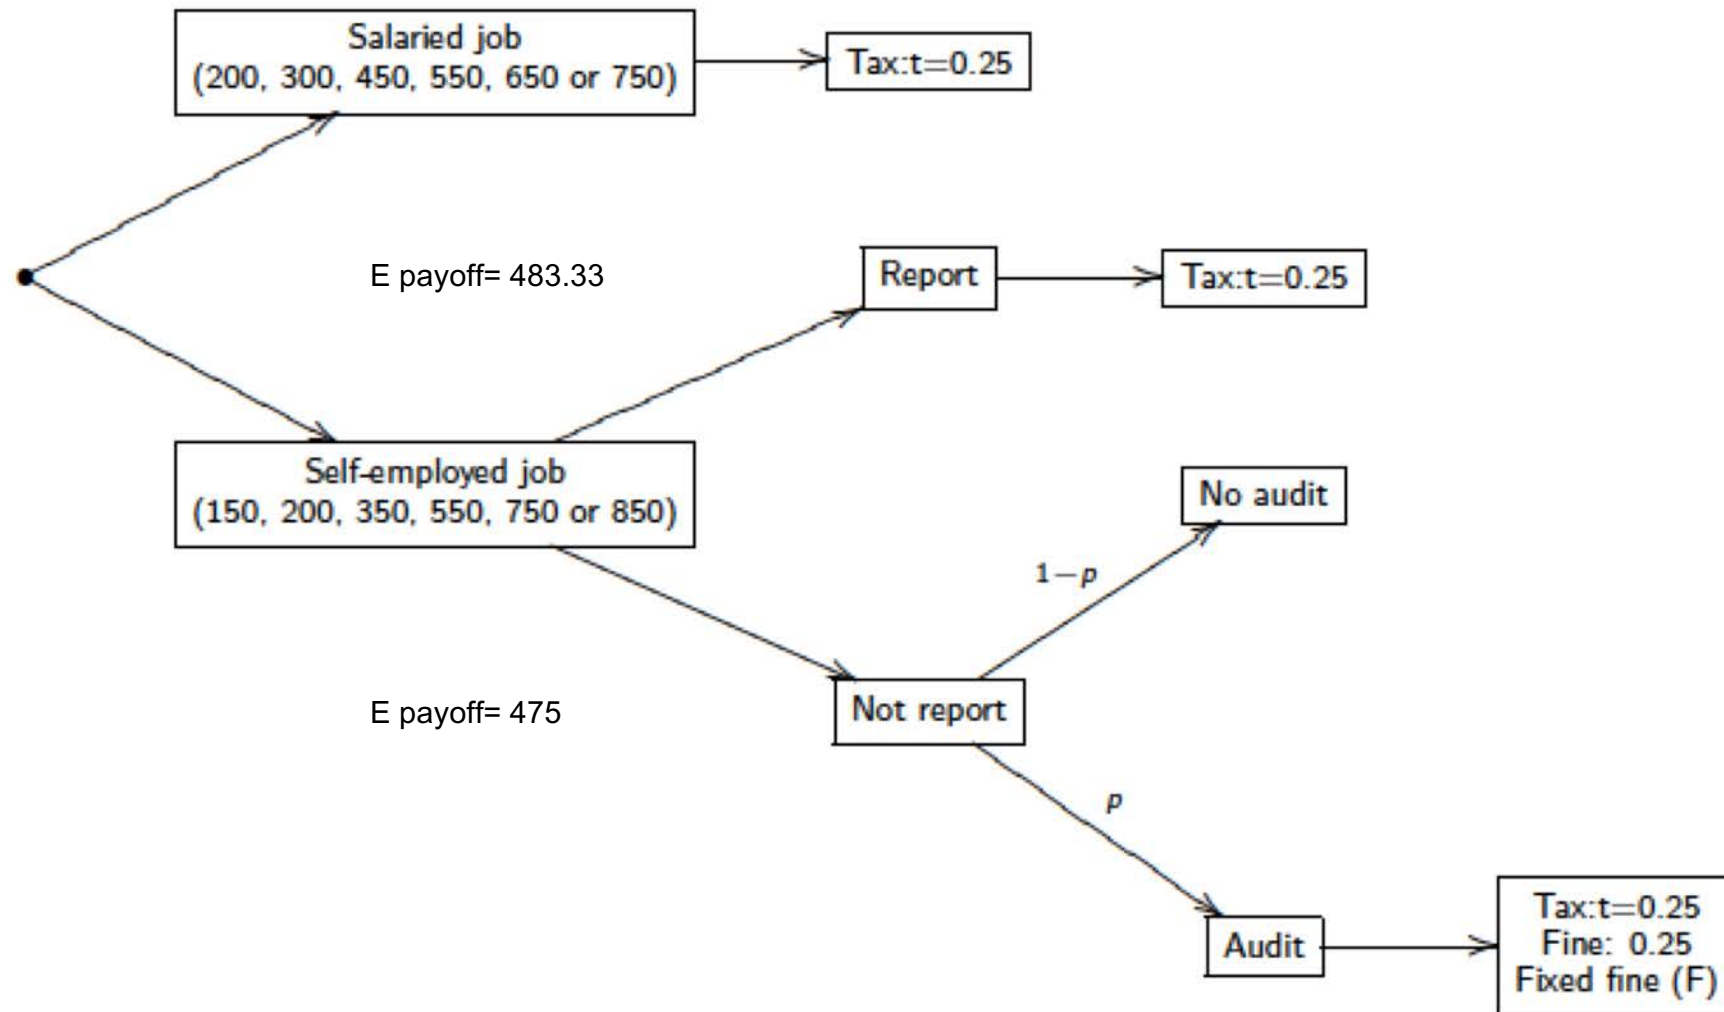 Salaried job
(200, 300, 450, 550, 650 or 750)
Tax:t=0.25
E payoff= 483.33
Report
Tax:t=0.25
Self-employed job
(150, 200, 350, 550, 750 or 850)
No audit
1−p
E payoff= 475
Not report
p
Audit
Tax:t=0.25
Fine: 0.25
Fixed fine (F)